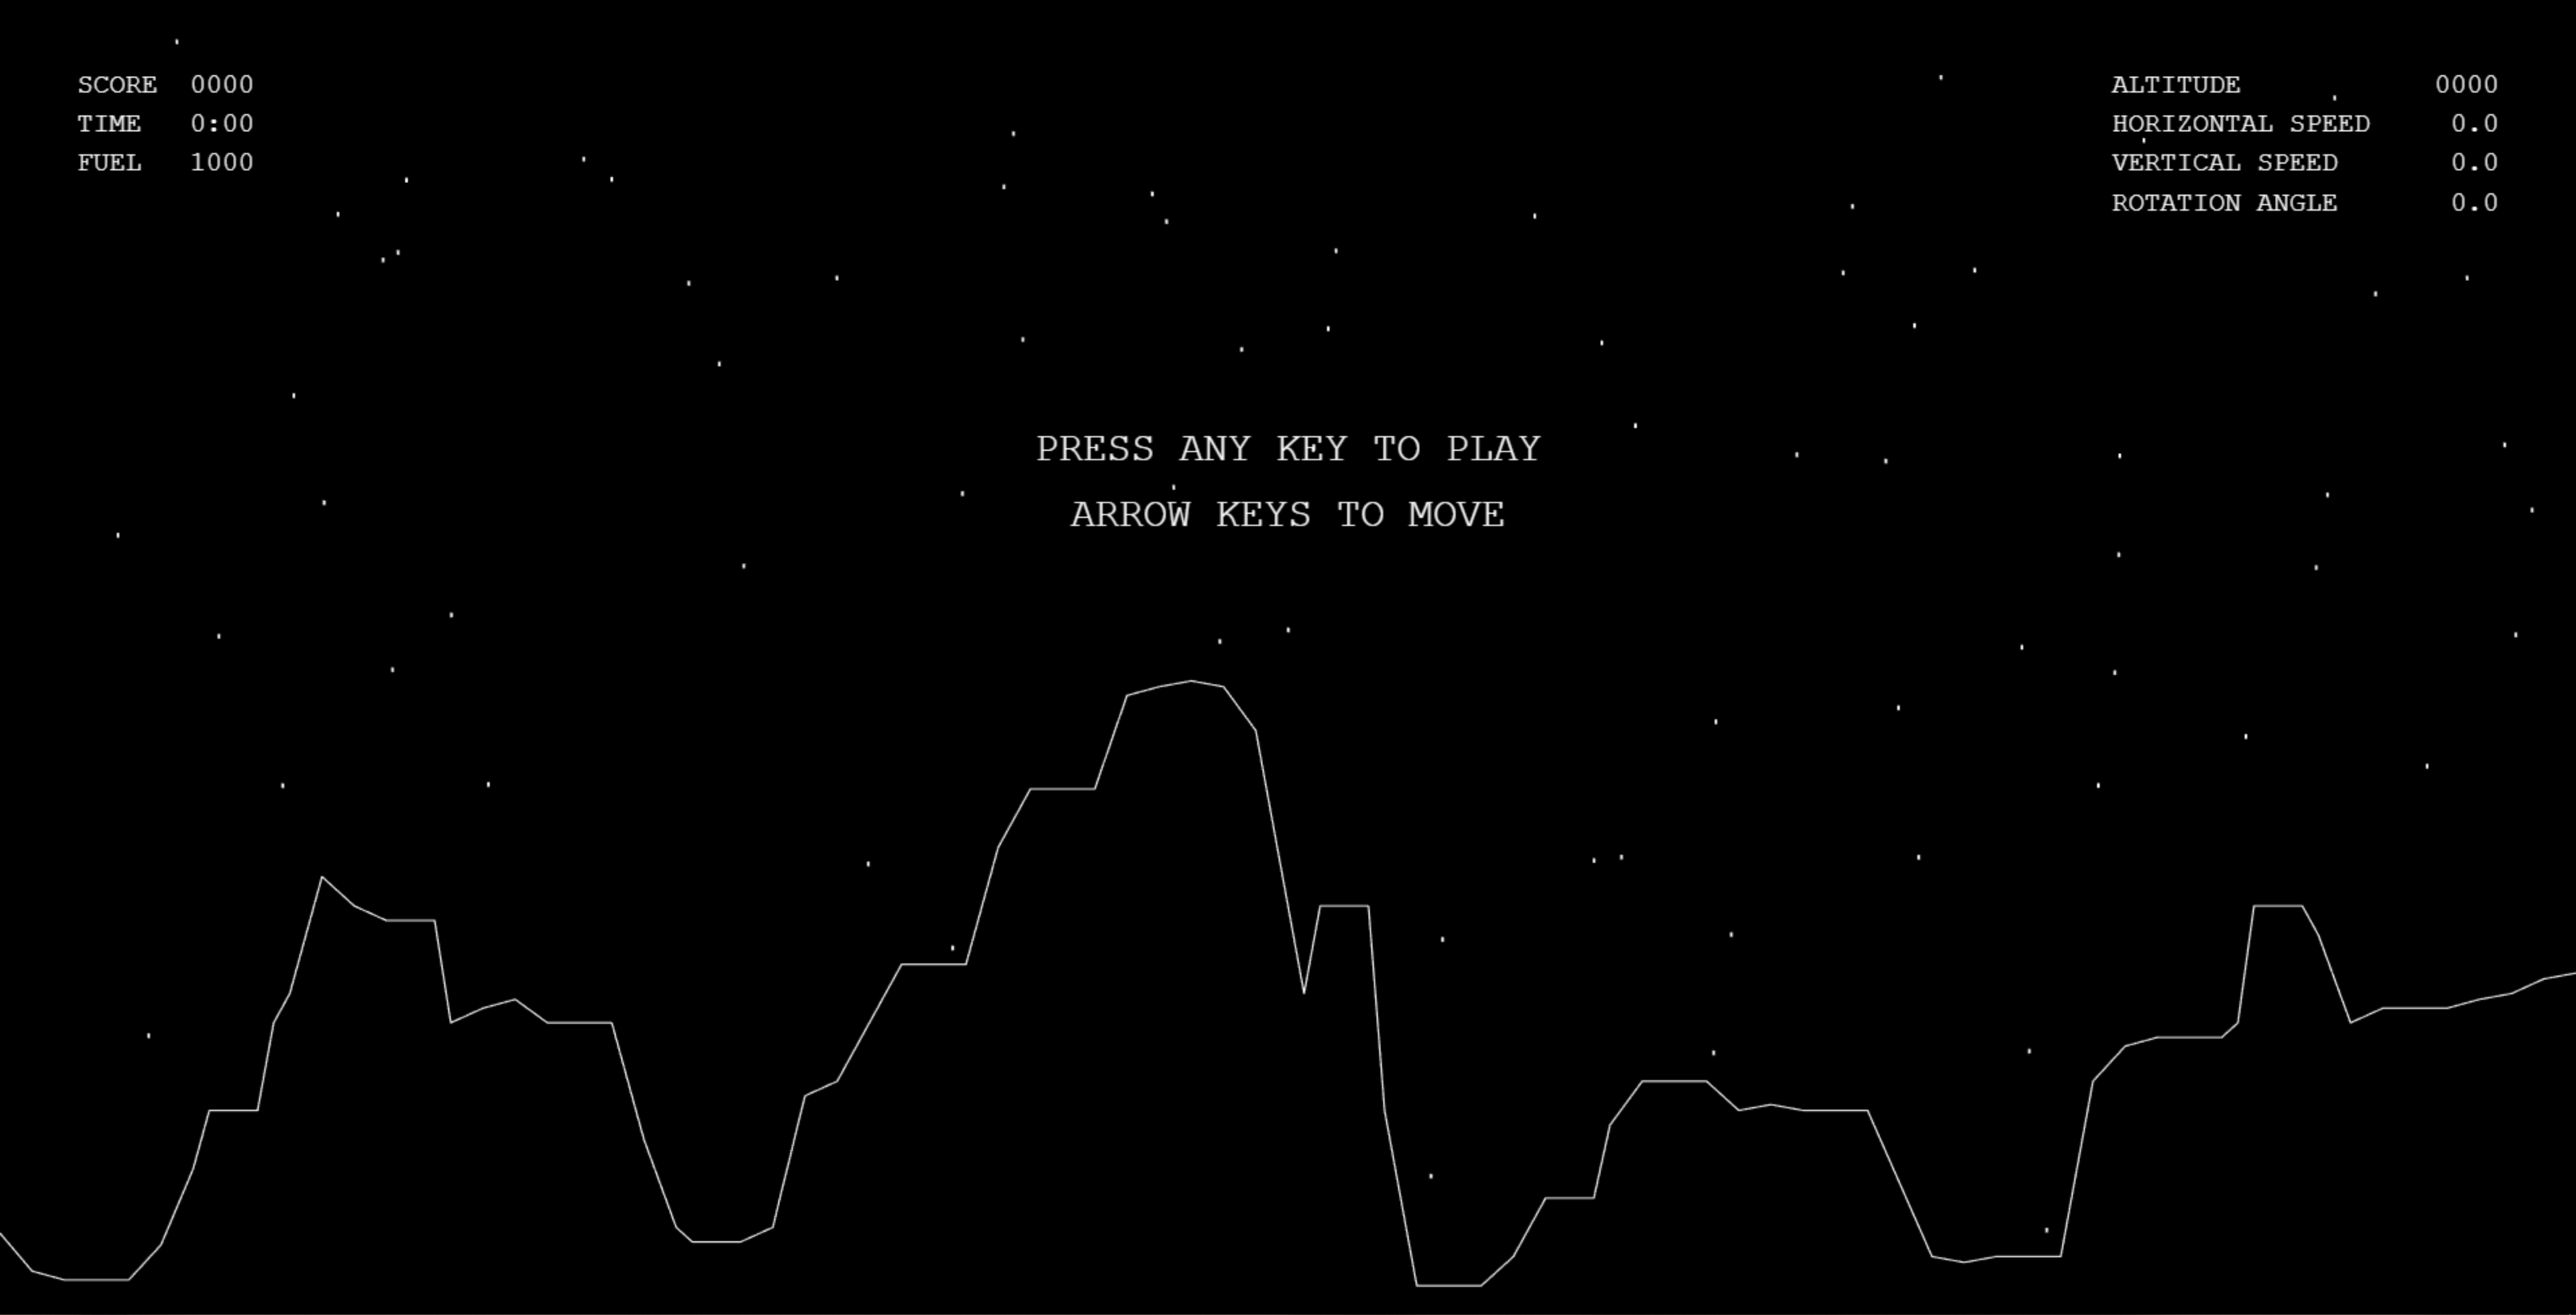 SCORE 0000
TIME 0:00
FUEL 1000
ALTITUDE 0000
HORIZONTAL SPEED 0.0
VERTICAL SPEED 0.0
ROTATION ANGLE 0.0
PRESS ANY KEY TO PLAY
ARROW KEYS TO MOVE